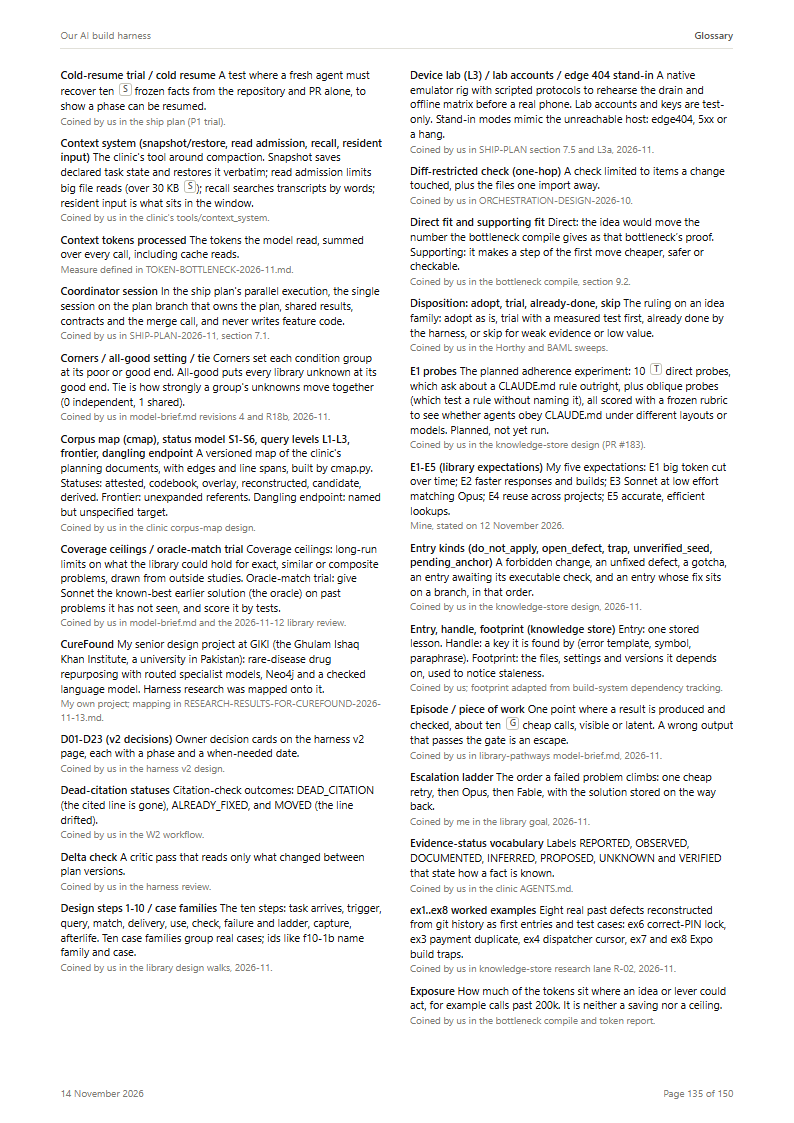 Our AI build harness
Glossary
Cold-resume trial / cold resume A test where a fresh agent must
recover ten S frozen facts from the repository and PR alone, to
show a phase can be resumed.
Coined by us in the ship plan (P1 trial).
Context system (snapshot/restore, read admission, recall, resident
input) The clinic's tool around compaction. Snapshot saves
declared task state and restores it verbatim; read admission limits
big file reads (over 30 KB S); recall searches transcripts by words;
resident input is what sits in the window.
Coined by us in the clinic's tools/context_system.
Context tokens processed The tokens the model read, summed
over every call, including cache reads.
Measure defined in TOKEN-BOTTLENECK-2026-11.md.
Coordinator session In the ship plan's parallel execution, the single
session on the plan branch that owns the plan, shared results,
contracts and the merge call, and never writes feature code.
Coined by us in SHIP-PLAN-2026-11, section 7.1.
Corners / all-good setting / tie Corners set each condition group
at its poor or good end. All-good puts every library unknown at its
good end. Tie is how strongly a group's unknowns move together
(0 independent, 1 shared).
Coined by us in model-brief.md revisions 4 and R18b, 2026-11.
Corpus map (cmap), status model S1-S6, query levels L1-L3,
frontier, dangling endpoint A versioned map of the clinic's
planning documents, with edges and line spans, built by cmap.py.
Statuses: attested, codebook, overlay, reconstructed, candidate,
derived. Frontier: unexpanded referents. Dangling endpoint: named
but unspecified target.
Coined by us in the clinic corpus-map design.
Coverage ceilings / oracle-match trial Coverage ceilings: long-run
limits on what the library could hold for exact, similar or composite
problems, drawn from outside studies. Oracle-match trial: give
Sonnet the known-best earlier solution (the oracle) on past
problems it has not seen, and score it by tests.
Coined by us in model-brief.md and the 2026-11-12 library review.
CureFound My senior design project at GIKI (the Ghulam Ishaq
Khan Institute, a university in Pakistan): rare-disease drug
repurposing with routed specialist models, Neo4j and a checked
language model. Harness research was mapped onto it.
My own project; mapping in RESEARCH-RESULTS-FOR-CUREFOUND-2026-
11-13.md.
D01-D23 (v2 decisions) Owner decision cards on the harness v2
page, each with a phase and a when-needed date.
Coined by us in the harness v2 design.
Dead-citation statuses Citation-check outcomes: DEAD_CITATION
(the cited line is gone), ALREADY_FIXED, and MOVED (the line
drifted).
Coined by us in the W2 workflow.
Delta check A critic pass that reads only what changed between
plan versions.
Coined by us in the harness review.
Design steps 1-10 / case families The ten steps: task arrives, trigger,
query, match, delivery, use, check, failure and ladder, capture,
afterlife. Ten case families group real cases; ids like f10-1b name
family and case.
Coined by us in the library design walks, 2026-11.
Device lab (L3) / lab accounts / edge 404 stand-in A native
emulator rig with scripted protocols to rehearse the drain and
offline matrix before a real phone. Lab accounts and keys are test-
only. Stand-in modes mimic the unreachable host: edge404, 5xx or
a hang.
Coined by us in SHIP-PLAN section 7.5 and L3a, 2026-11.
Diff-restricted check (one-hop) A check limited to items a change
touched, plus the files one import away.
Coined by us in ORCHESTRATION-DESIGN-2026-10.
Direct fit and supporting fit Direct: the idea would move the
number the bottleneck compile gives as that bottleneck's proof.
Supporting: it makes a step of the first move cheaper, safer or
checkable.
Coined by us in the bottleneck compile, section 9.2.
Disposition: adopt, trial, already-done, skip The ruling on an idea
family: adopt as is, trial with a measured test first, already done by
the harness, or skip for weak evidence or low value.
Coined by us in the Horthy and BAML sweeps.
E1 probes The planned adherence experiment: 10 T direct probes,
which ask about a CLAUDE.md rule outright, plus oblique probes
(which test a rule without naming it), all scored with a frozen rubric
to see whether agents obey CLAUDE.md under different layouts or
models. Planned, not yet run.
Coined by us in the knowledge-store design (PR #183).
E1-E5 (library expectations) My five expectations: E1 big token cut
over time; E2 faster responses and builds; E3 Sonnet at low effort
matching Opus; E4 reuse across projects; E5 accurate, efficient
lookups.
Mine, stated on 12 November 2026.
Entry kinds (do_not_apply, open_defect, trap, unverified_seed,
pending_anchor) A forbidden change, an unfixed defect, a gotcha,
an entry awaiting its executable check, and an entry whose fix sits
on a branch, in that order.
Coined by us in the knowledge-store design, 2026-11.
Entry, handle, footprint (knowledge store) Entry: one stored
lesson. Handle: a key it is found by (error template, symbol,
paraphrase). Footprint: the files, settings and versions it depends
on, used to notice staleness.
Coined by us; footprint adapted from build-system dependency tracking.
Episode / piece of work One point where a result is produced and
checked, about ten G cheap calls, visible or latent. A wrong output
that passes the gate is an escape.
Coined by us in library-pathways model-brief.md, 2026-11.
Escalation ladder The order a failed problem climbs: one cheap
retry, then Opus, then Fable, with the solution stored on the way
back.
Coined by me in the library goal, 2026-11.
Evidence-status vocabulary Labels REPORTED, OBSERVED,
DOCUMENTED, INFERRED, PROPOSED, UNKNOWN and VERIFIED
that state how a fact is known.
Coined by us in the clinic AGENTS.md.
ex1..ex8 worked examples Eight real past defects reconstructed
from git history as first entries and test cases: ex6 correct-PIN lock,
ex3 payment duplicate, ex4 dispatcher cursor, ex7 and ex8 Expo
build traps.
Coined by us in knowledge-store research lane R-02, 2026-11.
Exposure How much of the tokens sit where an idea or lever could
act, for example calls past 200k. It is neither a saving nor a ceiling.
Coined by us in the bottleneck compile and token report.
14 November 2026
Page 135 of 150